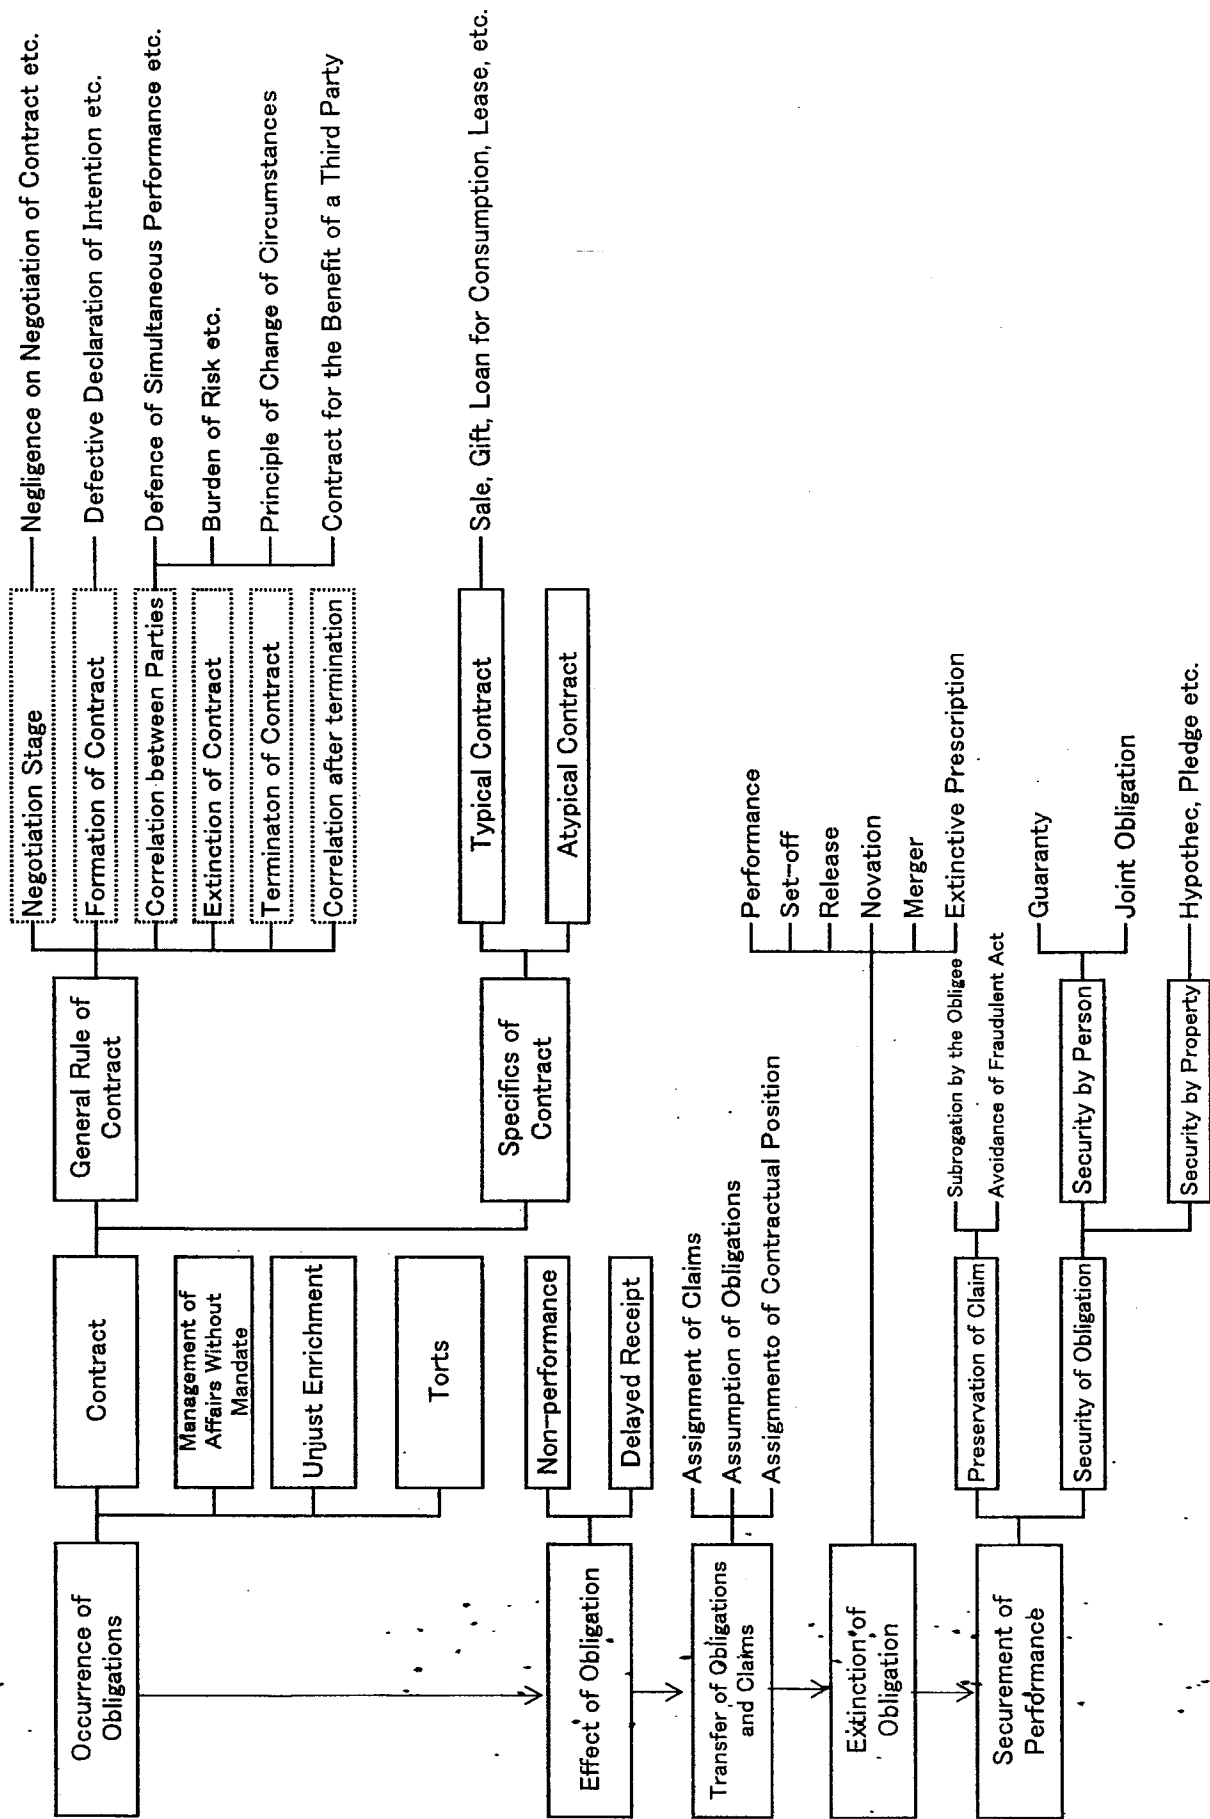 Occurrence of
Obligations
Contract
General Rule of
Contract
Negotiation Stage
Negligence on Negotiation of Contract etc.
Formation of Contract
Defective Declaration of Intention etc.
Correlation between Parties
Defence of Simultaneous Performance etc.
Extinction of Contract
Burden of Risk etc.
Terminaton of Contract
Principle of Change of Circumstances
Correlation after termination
Contract for the Benefit of a Third Party
Specifics of
Contract
Typical Contract
Sale, Gift, Loan for Consumption, Lease, etc.
Atypical Contract
Management of
Affairs Without
Mandate
Unjust Enrichment
Torts
Effect of Obligation
Non-performance
Delayed Receipt
Transfer of Obligations
and Claims
Assignment of Claims
Assumption of Obligations
Assignmento of Contractual Position
Extinction of
Obligation
Performance
Set-off
Release
Novation
Merger
Extinctive Prescription
Securement of
Performance
Preservation of Claim
Subrogation by the Obligee
Avoidance of Fraudulent Act
Security of Obligation
Security by Person
Guaranty
Joint Obligation
Security by Property
Hypothec, Pledge etc.